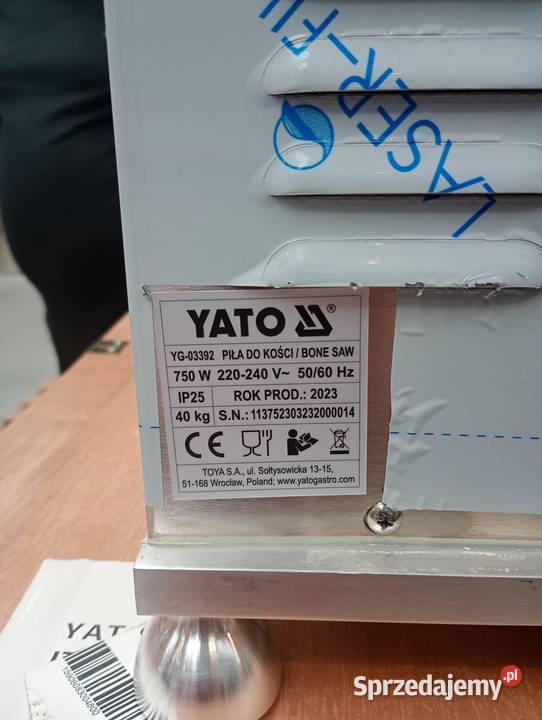 LASER-FI
YATO ®
YG-03392 PIŁA DO KOŚCI / BONE SAW
750 W 220-240 V~ 50/60 Hz
IP25 ROK PROD.: 2023
40 kg S.N.: 113752303232000014
CE
TOYA S.A., ul. Sołtysowicka 13-15,
51-168 Wrocław, Poland; www.yatogastro.com
YAT
5906083004800
Sprzedajemy.pl